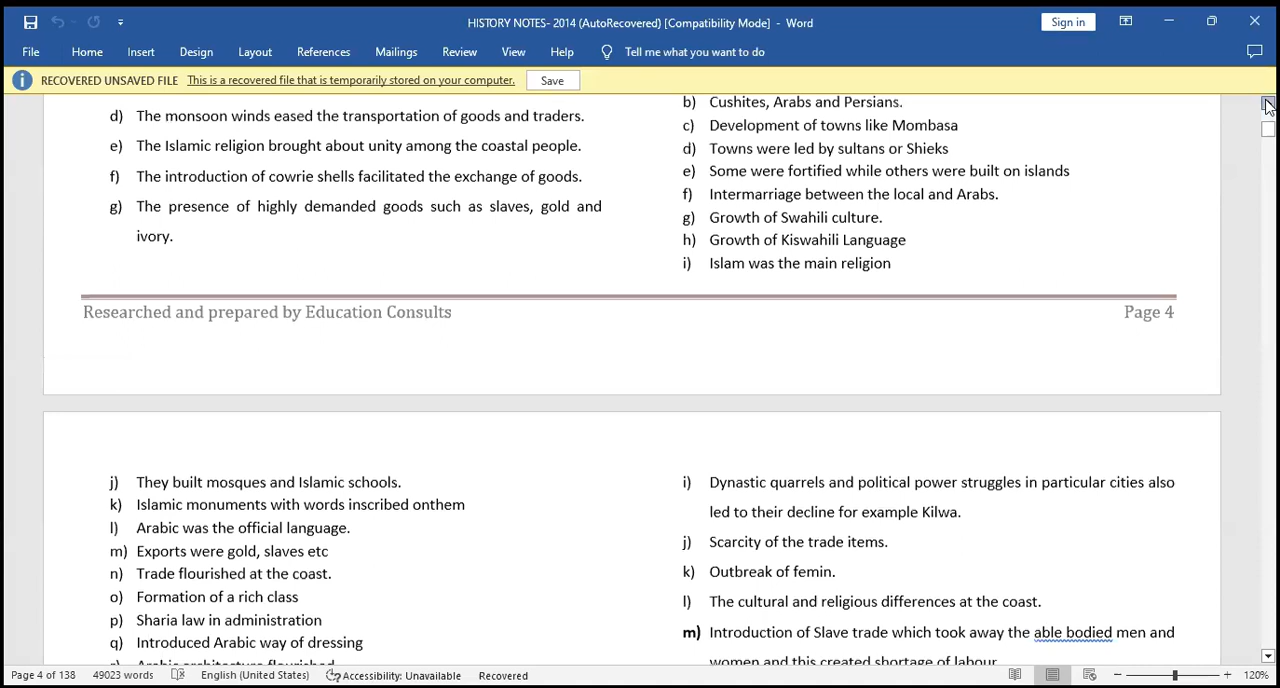 HISTORY NOTES- 2014 (AutoRecovered) [Compatibility Mode] - Word
Sign in
File Home Insert Design Layout References Mailings Review View Help Tell me what you want to do
RECOVERED UNSAVED FILE This is a recovered file that is temporarily stored on your computer. Save
d) The monsoon winds eased the transportation of goods and traders.
e) The Islamic religion brought about unity among the coastal people.
f) The introduction of cowrie shells facilitated the exchange of goods.
g) The presence of highly demanded goods such as slaves, gold and
ivory.
b) Cushites, Arabs and Persians.
c) Development of towns like Mombasa
d) Towns were led by sultans or Shieks
e) Some were fortified while others were built on islands
f) Intermarriage between the local and Arabs.
g) Growth of Swahili culture.
h) Growth of Kiswahili Language
i) Islam was the main religion
Researched and prepared by Education Consults Page 4
j) They built mosques and Islamic schools.
k) Islamic monuments with words inscribed onthem
l) Arabic was the official language.
m) Exports were gold, slaves etc
n) Trade flourished at the coast.
o) Formation of a rich class
p) Sharia law in administration
q) Introduced Arabic way of dressing
r) Arabic architecture flourished
i) Dynastic quarrels and political power struggles in particular cities also
led to their decline for example Kilwa.
j) Scarcity of the trade items.
k) Outbreak of femin.
l) The cultural and religious differences at the coast.
m) Introduction of Slave trade which took away the able bodied men and
women and this created shortage of labour
Page 4 of 138 49023 words English (United States) Accessibility: Unavailable Recovered 120%